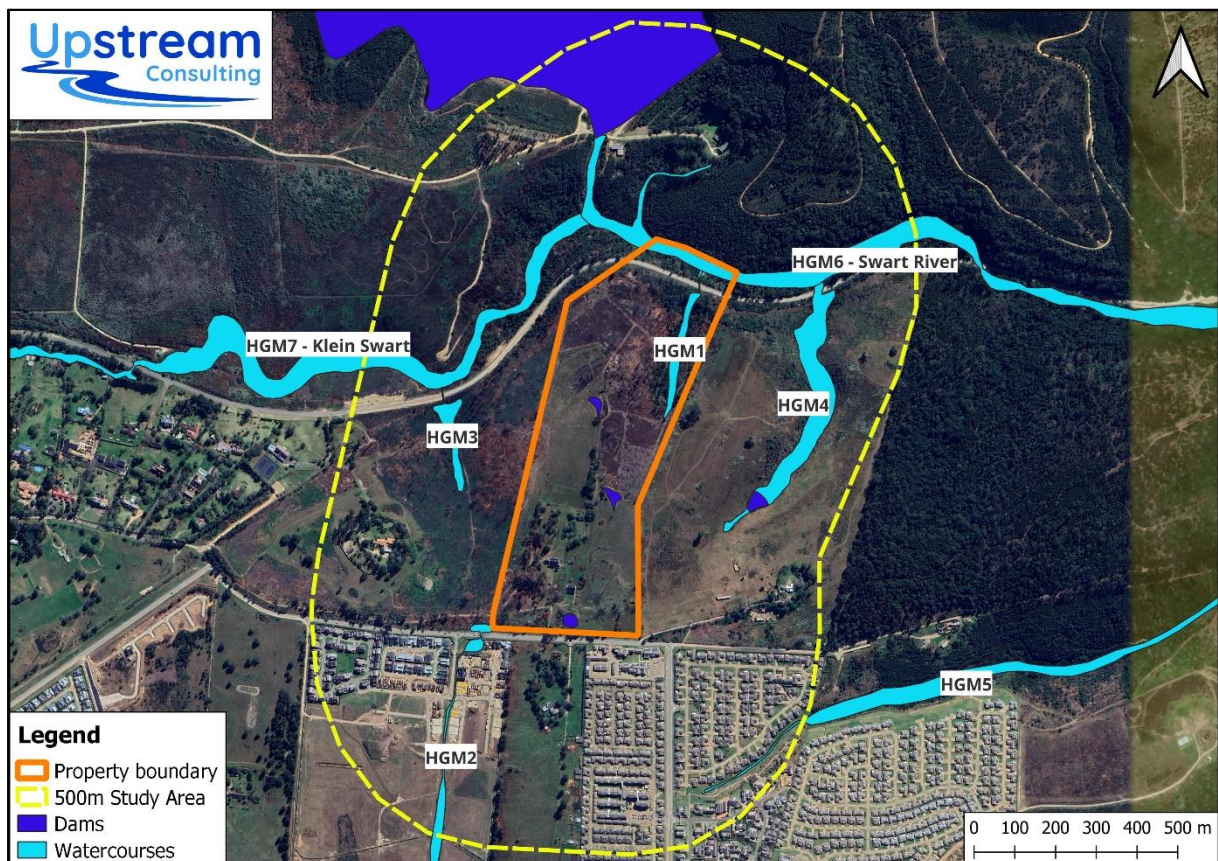 Upstream
Consulting
HGM6 - Swart River
HGM7 - Klein Swart
HGM1
HGM4
HGM3
HGM5
HGM2
Legend
Property boundary
500m Study Area
Dams
Watercourses
0 100 200 300 400 500 m